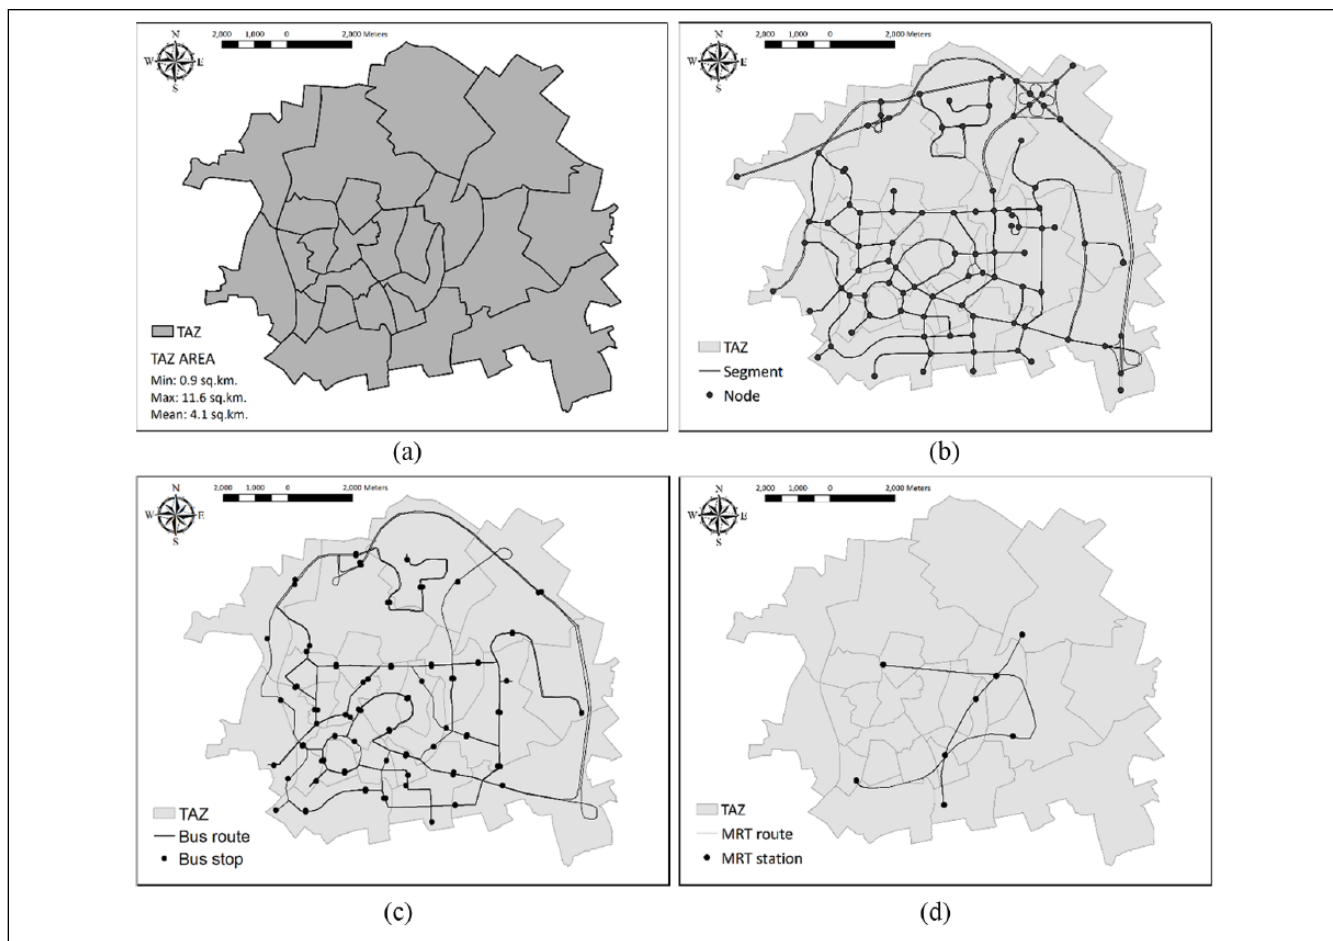 2,000 1,000 0 2,000 Meters
N
W E
S
TAZ
TAZ AREA
Min: 0.9 sq.km.
Max: 11.6 sq.km.
Mean: 4.1 sq.km.
(a)
2,000 1,000 0 2,000 Meters
N
W E
S
TAZ
Segment
Node
(b)
2,000 1,000 0 2,000 Meters
N
W E
S
TAZ
Bus route
Bus stop
(c)
2,000 1,000 0 2,000 Meters
N
W E
S
TAZ
MRT route
MRT station
(d)